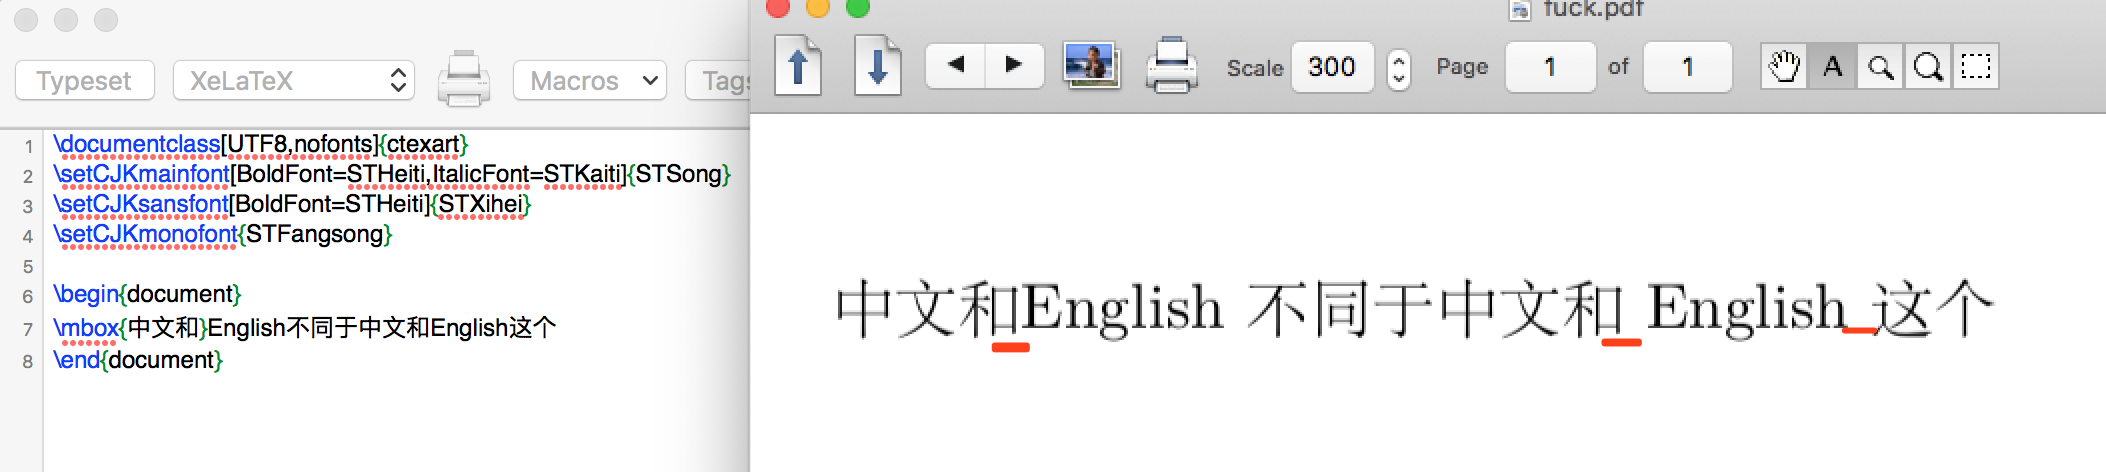 Typeset
XeLaTeX
Macros
Tags
1 \documentclass[UTF8,nofonts]{ctexart}
2 \setCJKmainfont[BoldFont=STHeiti,ItalicFont=STKaiti]{STSong}
3 \setCJKsansfont[BoldFont=STHeiti]{STXihei}
4 \setCJKmonofont{STFangsong}
5
6 \begin{document}
7 \mbox{中文和}English不同于中文和English这个
8 \end{document}
fuck.pdf
Scale 300 Page 1 of 1 A
中文和English 不同于中文和 English 这个